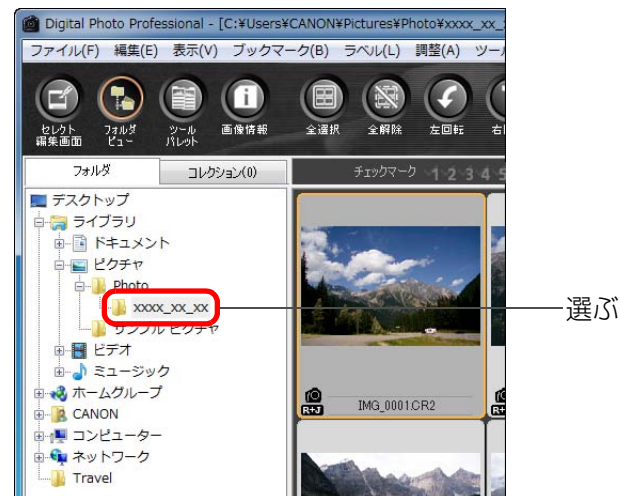 Digital Photo Professional - [C:¥Users¥CANON¥Pictures¥Photo¥xxxx_xx_
ファイル(F) 編集(E) 表示(V) ブックマーク(B) ラベル(L) 調整(A) ツー
セレクト編集画面
フォルダビュー
ツールパレット
画像情報
全選択
全解除
左回転
右
フォルダ
コレクション(0)
チェックマーク 1 2 3 4 5
デスクトップ
ライブラリ
ドキュメント
ピクチャ
Photo
xxxx_xx_xx
選ぶ
サンプル ピクチャ
ビデオ
ミュージック
ホームグループ
CANON
コンピューター
ネットワーク
Travel
R+J
IMG_0001.CR2